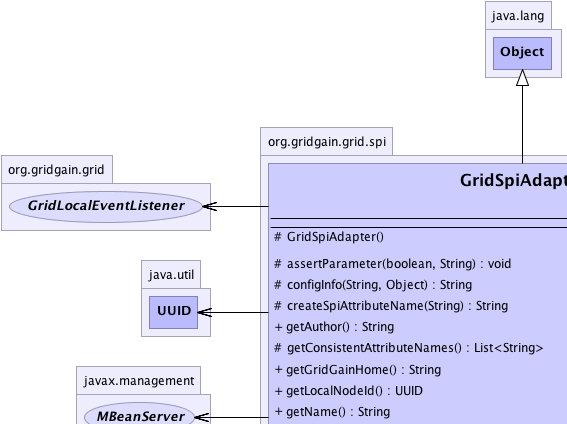 java.lang
Object
org.gridgain.grid.spi
org.gridgain.grid
GridSpiAdapt
GridLocalEventListener
# GridSpiAdapter()
# assertParameter(boolean, String) : void
java.util
# configInfo(String, Object) : String
UUID
# createSpiAttributeName(String) : String
+ getAuthor() : String
# getConsistentAttributeNames() : List<String>
+ getGridGainHome() : String
javax.management
+ getLocalNodeId() : UUID
MBeanServer
+ getName() : String